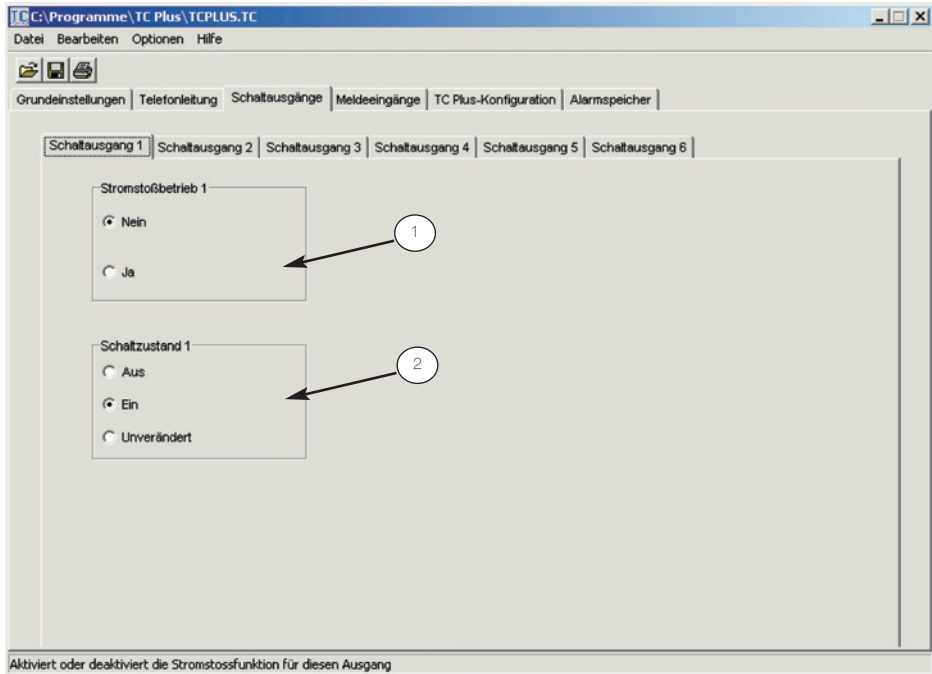 TC C:\Programme\TC Plus\TCPLUS.TC
Datei Bearbeiten Optionen Hilfe
Grundeinstellungen Telefonleitung Schaltausgänge Meldeeingänge TC Plus-Konfiguration Alarmspeicher
Schaltausgang 1 Schaltausgang 2 Schaltausgang 3 Schaltausgang 4 Schaltausgang 5 Schaltausgang 6
Stromstoßbetrieb 1
Nein
1
Ja
Schaltzustand 1
2
Aus
Ein
Unverändert
Aktiviert oder deaktiviert die Stromstossfunktion für diesen Ausgang